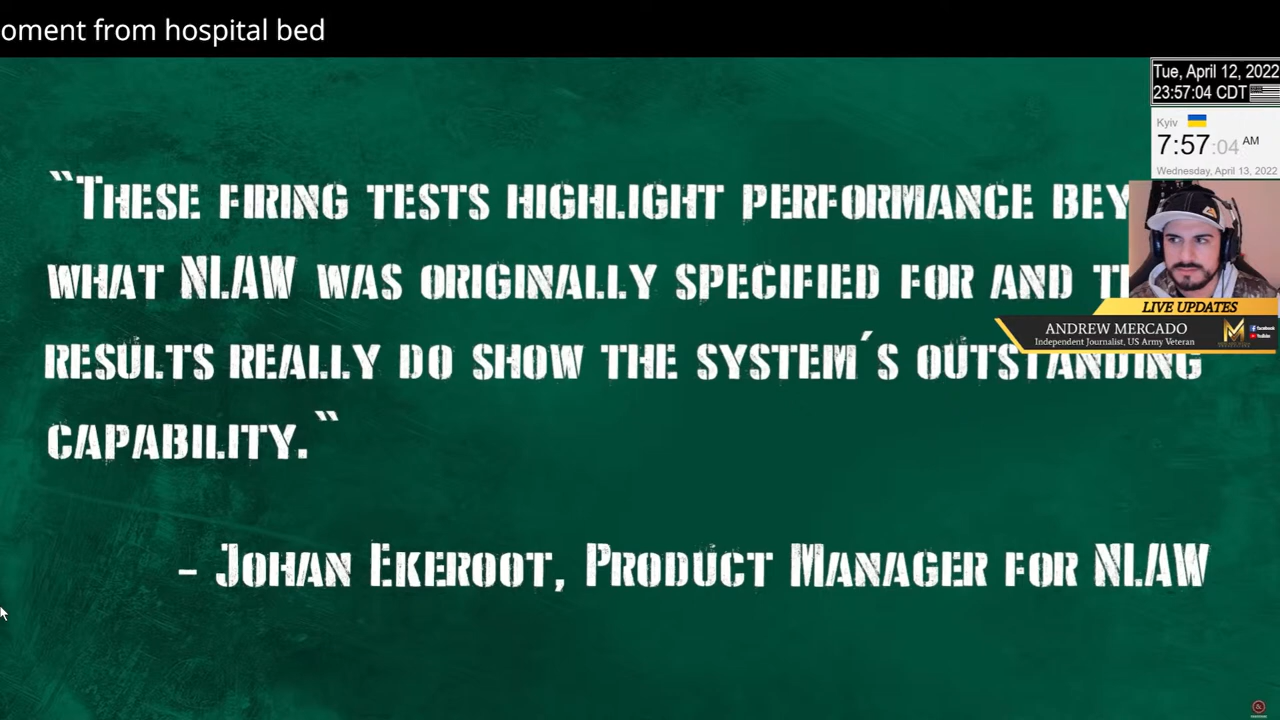 oment from hospital bed
Tue, April 12, 2022
23:57:04 CDT
Kyiv
7:57:04 AM
Wednesday, April 13, 2022
‶These firing tests highlight performance bey
what NLAW was originally specified for and t
results really do show the system´s outstanding
capability.‶
- Johan Ekeroot, Product Manager for NLAW
LIVE UPDATES
ANDREW MERCADO
Independent Journalist, US Army Veteran
facebook
YouTube